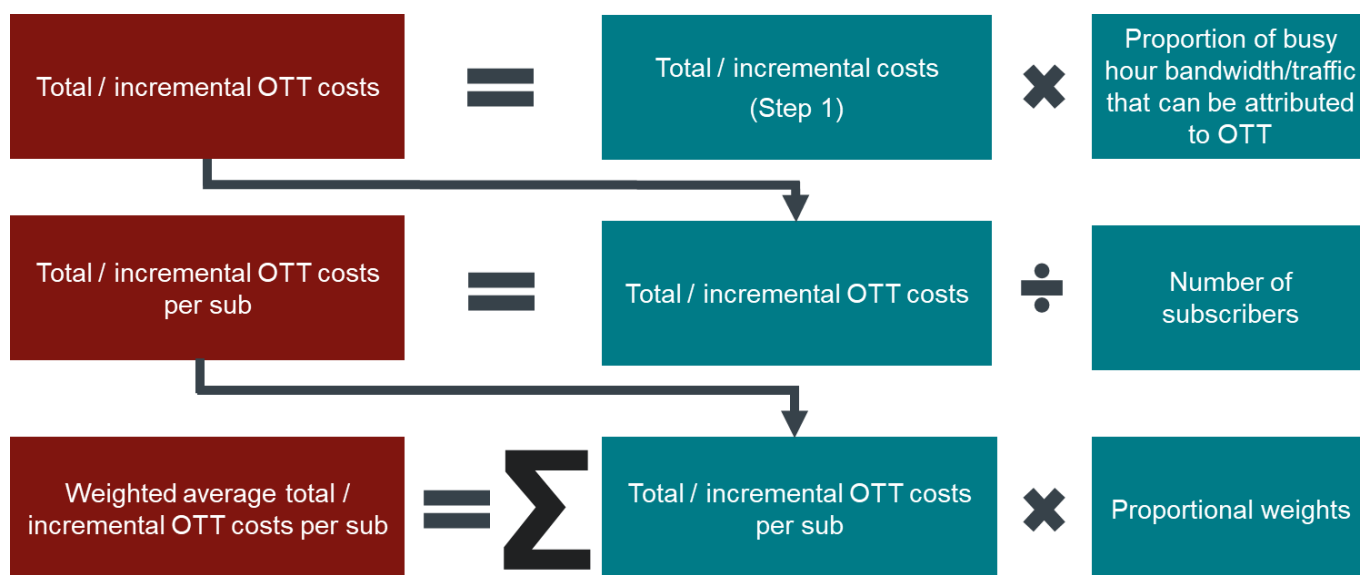 Total / incremental OTT costs
=
Total / incremental costs
(Step 1)
×
Proportion of busy
hour bandwidth/traffic
that can be attributed
to OTT
Total / incremental OTT costs
per sub
=
Total / incremental OTT costs
÷
Number of
subscribers
Weighted average total /
incremental OTT costs per sub
=
Σ
Total / incremental OTT costs
per sub
×
Proportional weights